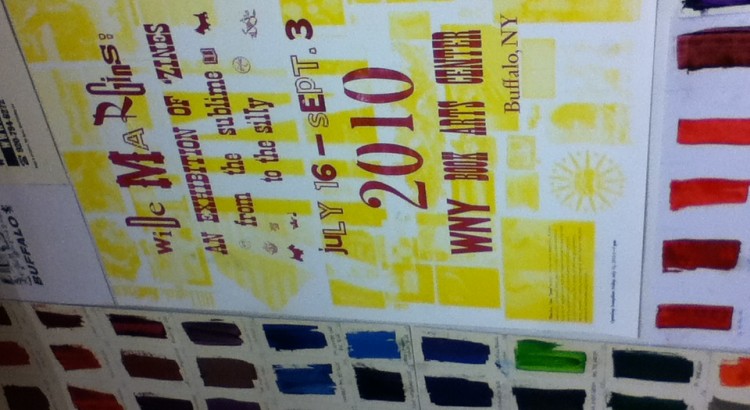 wiDe MARGins:
AN EXHIBITION OF 'ZINES
from the sublime
to the silly
juLY 16 – sEPT. 3
2010
WNY BOOK ARTS CENTER
Buffalo, NY
BUFFALO